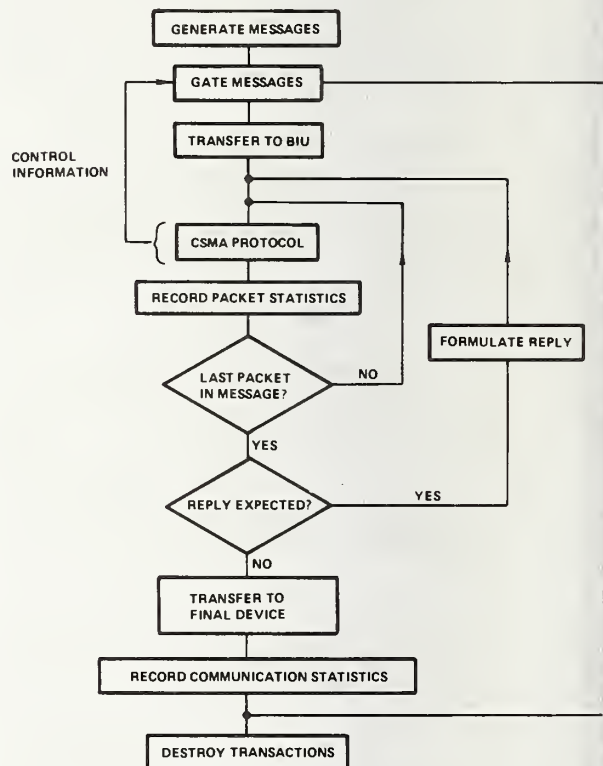 GENERATE MESSAGES
GATE MESSAGES
TRANSFER TO BIU
CONTROL
INFORMATION
CSMA PROTOCOL
RECORD PACKET STATISTICS
FORMULATE REPLY
LAST PACKET
IN MESSAGE?
NO
YES
REPLY EXPECTED?
YES
NO
TRANSFER TO
FINAL DEVICE
RECORD COMMUNICATION STATISTICS
DESTROY TRANSACTIONS